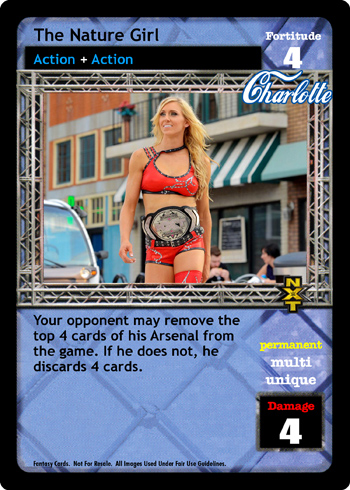 The Nature Girl
Fortitude
4
Action + Action
Charlotte
NXT
Your opponent may remove the
top 4 cards of his Arsenal from
the game. If he does not, he
discards 4 cards.
permanent
multi
unique
Damage
4
Fantasy Cards. Not For Resale. All Images Used Under Fair Use Guidelines.